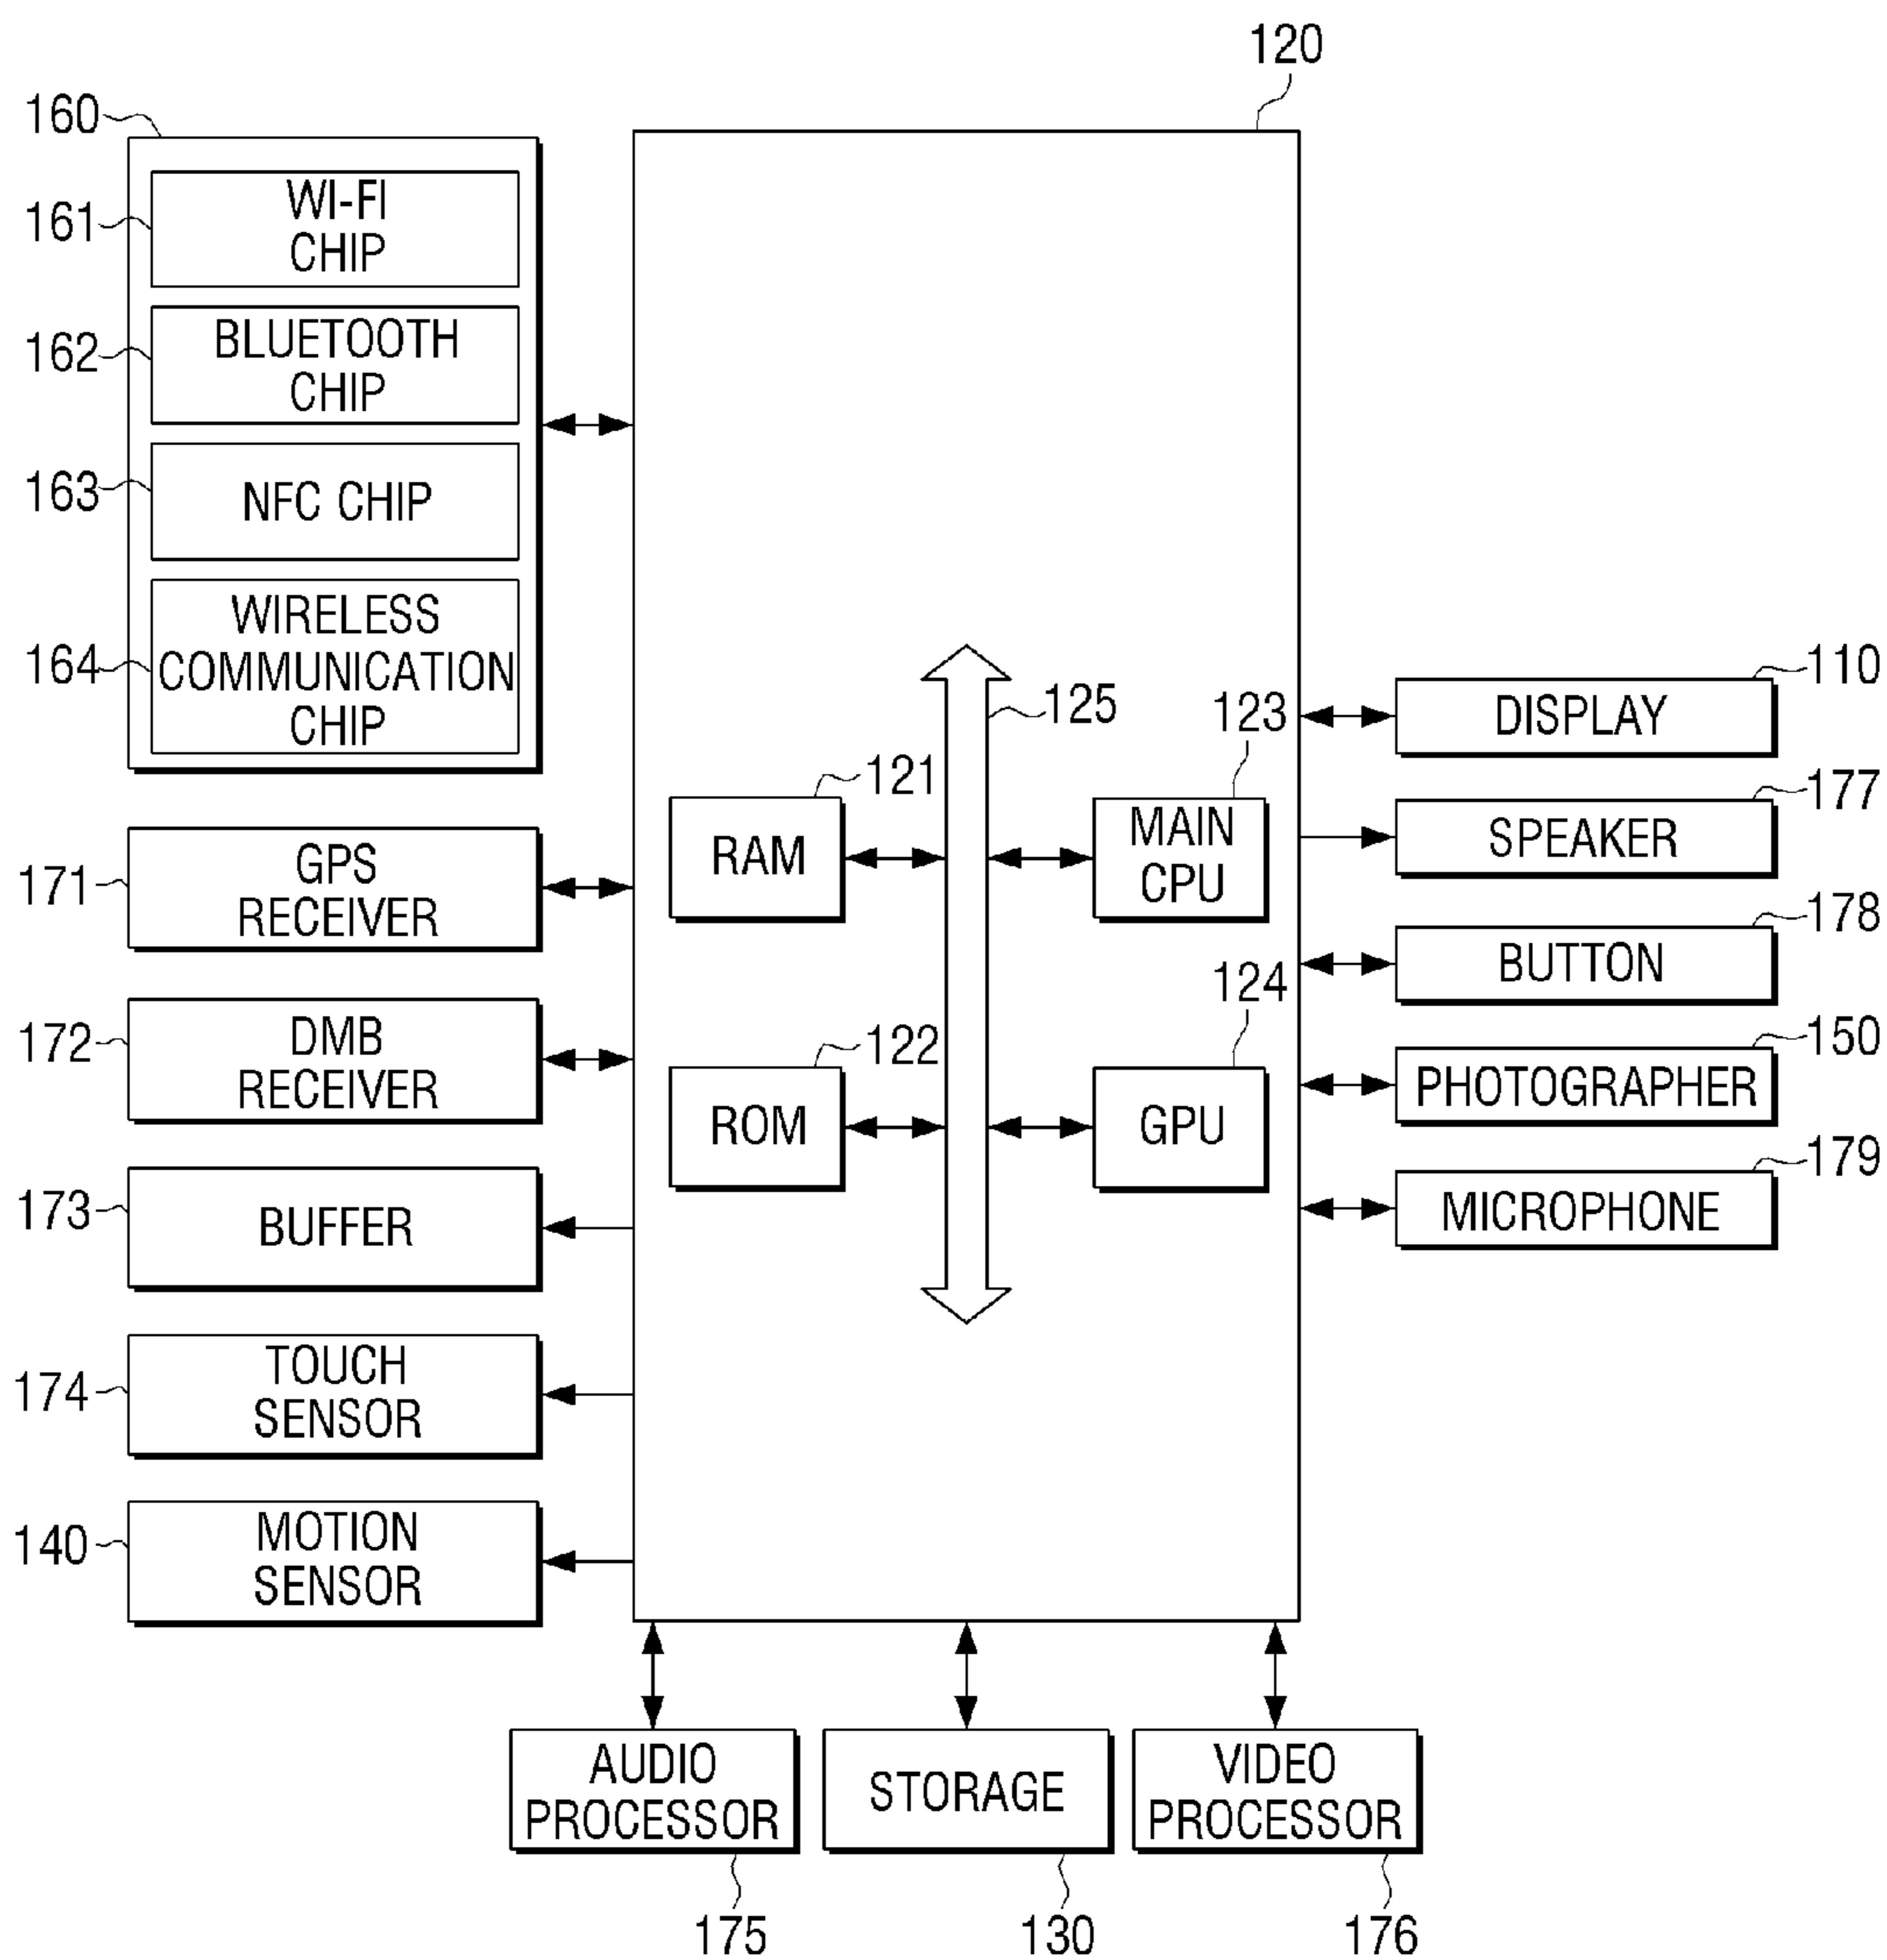 120
160
161
WI-FI
CHIP
162
BLUETOOTH
CHIP
163
NFC CHIP
164
WIRELESS
COMMUNICATION
CHIP
171
GPS
RECEIVER
172
DMB
RECEIVER
173
BUFFER
174
TOUCH
SENSOR
140
MOTION
SENSOR
125
121
RAM
123
MAIN
CPU
122
ROM
124
GPU
110
DISPLAY
177
SPEAKER
178
BUTTON
150
PHOTOGRAPHER
179
MICROPHONE
AUDIO
PROCESSOR
175
STORAGE
130
VIDEO
PROCESSOR
176